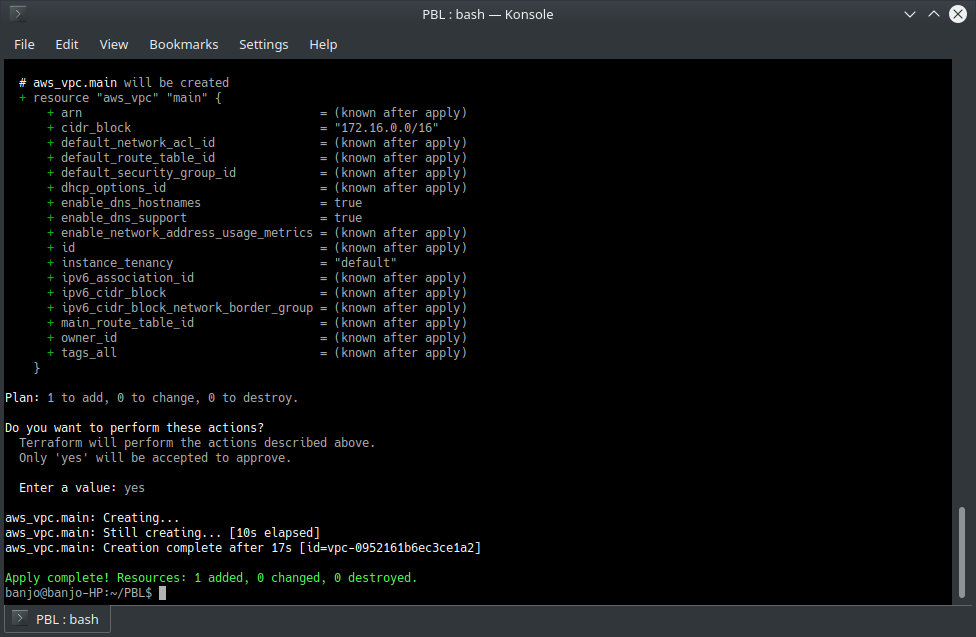 PBL : bash — Konsole
File Edit View Bookmarks Settings Help
# aws_vpc.main will be created
+ resource "aws_vpc" "main" {
+ arn = (known after apply)
+ cidr_block = "172.16.0.0/16"
+ default_network_acl_id = (known after apply)
+ default_route_table_id = (known after apply)
+ default_security_group_id = (known after apply)
+ dhcp_options_id = (known after apply)
+ enable_dns_hostnames = true
+ enable_dns_support = true
+ enable_network_address_usage_metrics = (known after apply)
+ id = (known after apply)
+ instance_tenancy = "default"
+ ipv6_association_id = (known after apply)
+ ipv6_cidr_block = (known after apply)
+ ipv6_cidr_block_network_border_group = (known after apply)
+ main_route_table_id = (known after apply)
+ owner_id = (known after apply)
+ tags_all = (known after apply)
}
Plan: 1 to add, 0 to change, 0 to destroy.
Do you want to perform these actions?
Terraform will perform the actions described above.
Only 'yes' will be accepted to approve.
Enter a value: yes
aws_vpc.main: Creating...
aws_vpc.main: Still creating... [10s elapsed]
aws_vpc.main: Creation complete after 17s [id=vpc-0952161b6ec3ce1a2]
Apply complete! Resources: 1 added, 0 changed, 0 destroyed.
banjo@banjo-HP:~/PBL$
PBL : bash